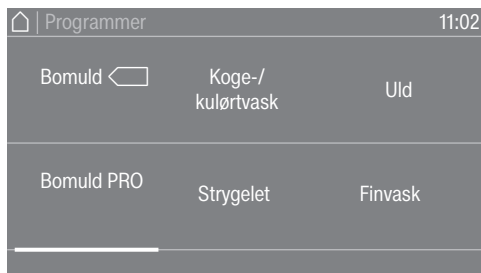 Programmer 11:02
Bomuld Koge-/ Uld
kulørtvask
Bomuld PRO Strygelet Finvask